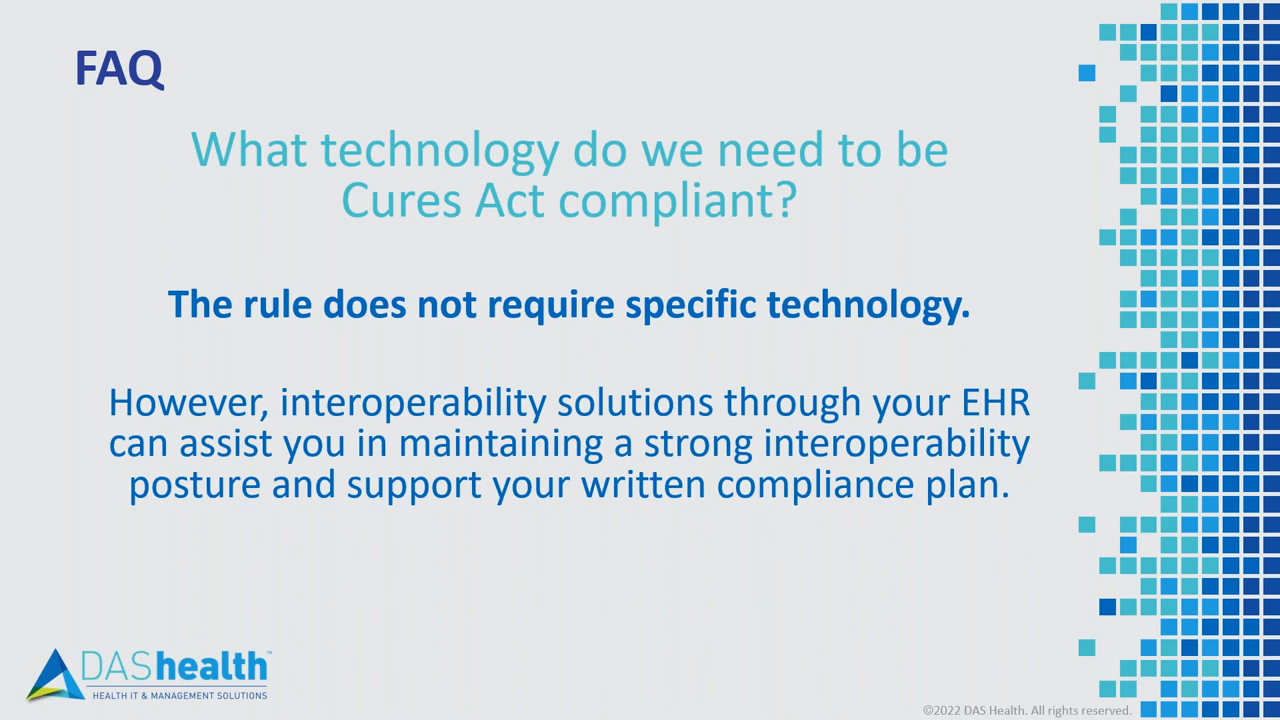 FAQ
What technology do we need to be
Cures Act compliant?
The rule does not require specific technology.
However, interoperability solutions through your EHR
can assist you in maintaining a strong interoperability
posture and support your written compliance plan.
DAShealth™
HEALTH IT & MANAGEMENT SOLUTIONS
©2022 DAS Health. All rights reserved.